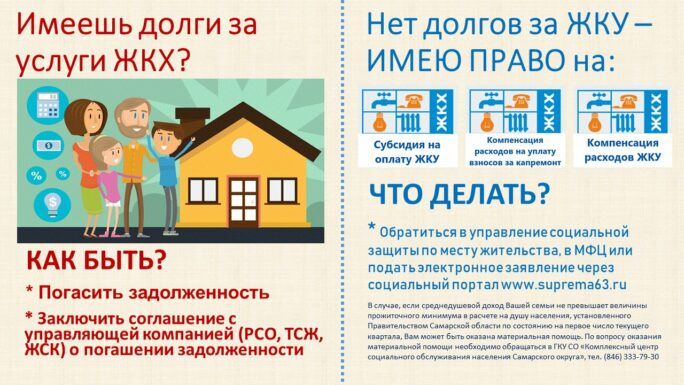 Имеешь долги за
услуги ЖКХ?
КАК БЫТЬ?
* Погасить задолженность
* Заключить соглашение с
управляющей компанией (РСО, ТСЖ,
ЖСК) о погашении задолженности
Нет долгов за ЖКУ –
ИМЕЮ ПРАВО на:
ЖКХ
Субсидия на
оплату ЖКУ
ЖКХ
Компенсация
расходов на уплату
взносов за капремонт
ЖКХ
Компенсация
расходов ЖКУ
ЧТО ДЕЛАТЬ?
* Обратиться в управление социальной
защиты по месту жительства, в МФЦ или
подать электронное заявление через
социальный портал www.suprema63.ru
В случае, если среднедушевой доход Вашей семьи не превышает величины
прожиточного минимума в расчете на душу населения, установленного
Правительством Самарской области по состоянию на первое число текущего
квартала, Вам может быть оказана материальная помощь. По вопросу оказания
материальной помощи необходимо обращаться в ГКУ СО «Комплексный центр
социального обслуживания населения Самарского округа», тел. (846) 333-79-30